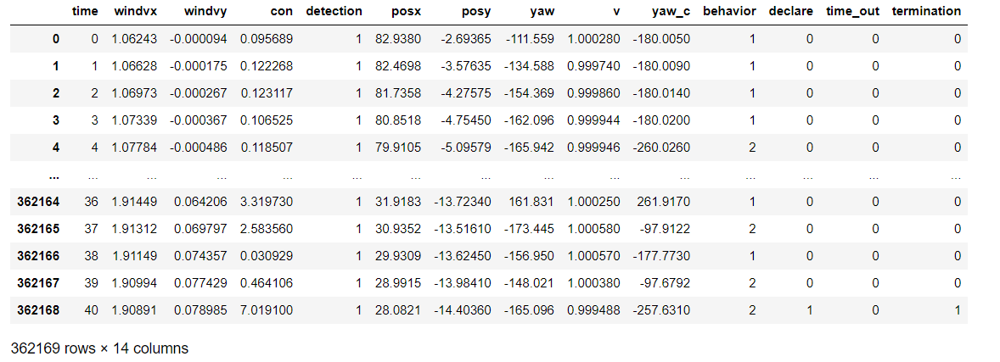 time windvx windvy con detection posx posy yaw v yaw_c behavior declare time_out termination
0 0 1.06243 -0.000094 0.095689 1 82.9380 -2.69365 -111.559 1.000280 -180.0050 1 0 0 0
1 1 1.06628 -0.000175 0.122268 1 82.4698 -3.57635 -134.588 0.999740 -180.0090 1 0 0 0
2 2 1.06973 -0.000267 0.123117 1 81.7358 -4.27575 -154.369 0.999860 -180.0140 1 0 0 0
3 3 1.07339 -0.000367 0.106525 1 80.8518 -4.75450 -162.096 0.999944 -180.0200 1 0 0 0
4 4 1.07784 -0.000486 0.118507 1 79.9105 -5.09579 -165.942 0.999946 -260.0260 2 0 0 0
... ... ... ... ... ... ... ... ... ... ... ... ... ... ...
362164 36 1.91449 0.064206 3.319730 1 31.9183 -13.72340 161.831 1.000250 261.9170 1 0 0 0
362165 37 1.91312 0.069797 2.583560 1 30.9352 -13.51610 -173.445 1.000580 -97.9122 2 0 0 0
362166 38 1.91149 0.074357 0.030929 1 29.9309 -13.62450 -156.950 1.000570 -177.7730 1 0 0 0
362167 39 1.90994 0.077429 0.464106 1 28.9915 -13.98410 -148.021 1.000380 -97.6792 2 0 0 0
362168 40 1.90891 0.078985 7.019100 1 28.0821 -14.40360 -165.096 0.999488 -257.6310 2 1 0 1
362169 rows × 14 columns